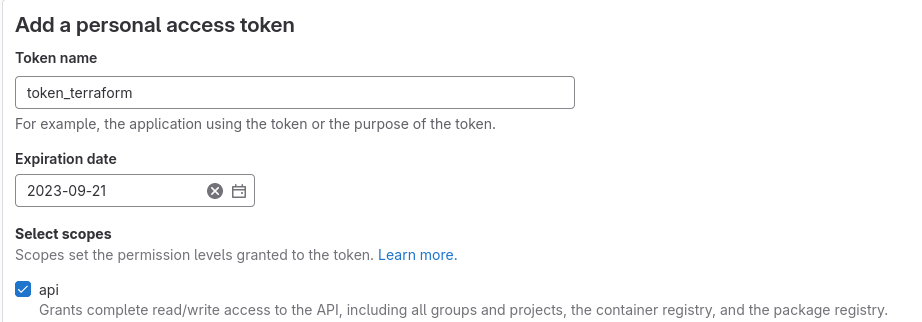 Add a personal access token
Token name
token_terraform
For example, the application using the token or the purpose of the token.
Expiration date
2023-09-21
Select scopes
Scopes set the permission levels granted to the token. Learn more.
api
Grants complete read/write access to the API, including all groups and projects, the container registry, and the package registry.